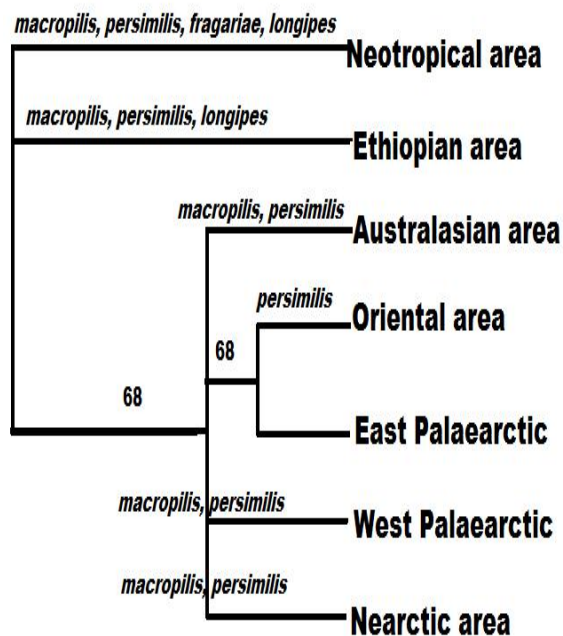 macropilis, persimilis, fragariae, longipes
Neotropical area
macropilis, persimilis, longipes
Ethiopian area
macropilis, persimilis
Australasian area
persimilis
Oriental area
68
68
East Palaearctic
macropilis, persimilis
West Palaearctic
macropilis, persimilis
Nearctic area